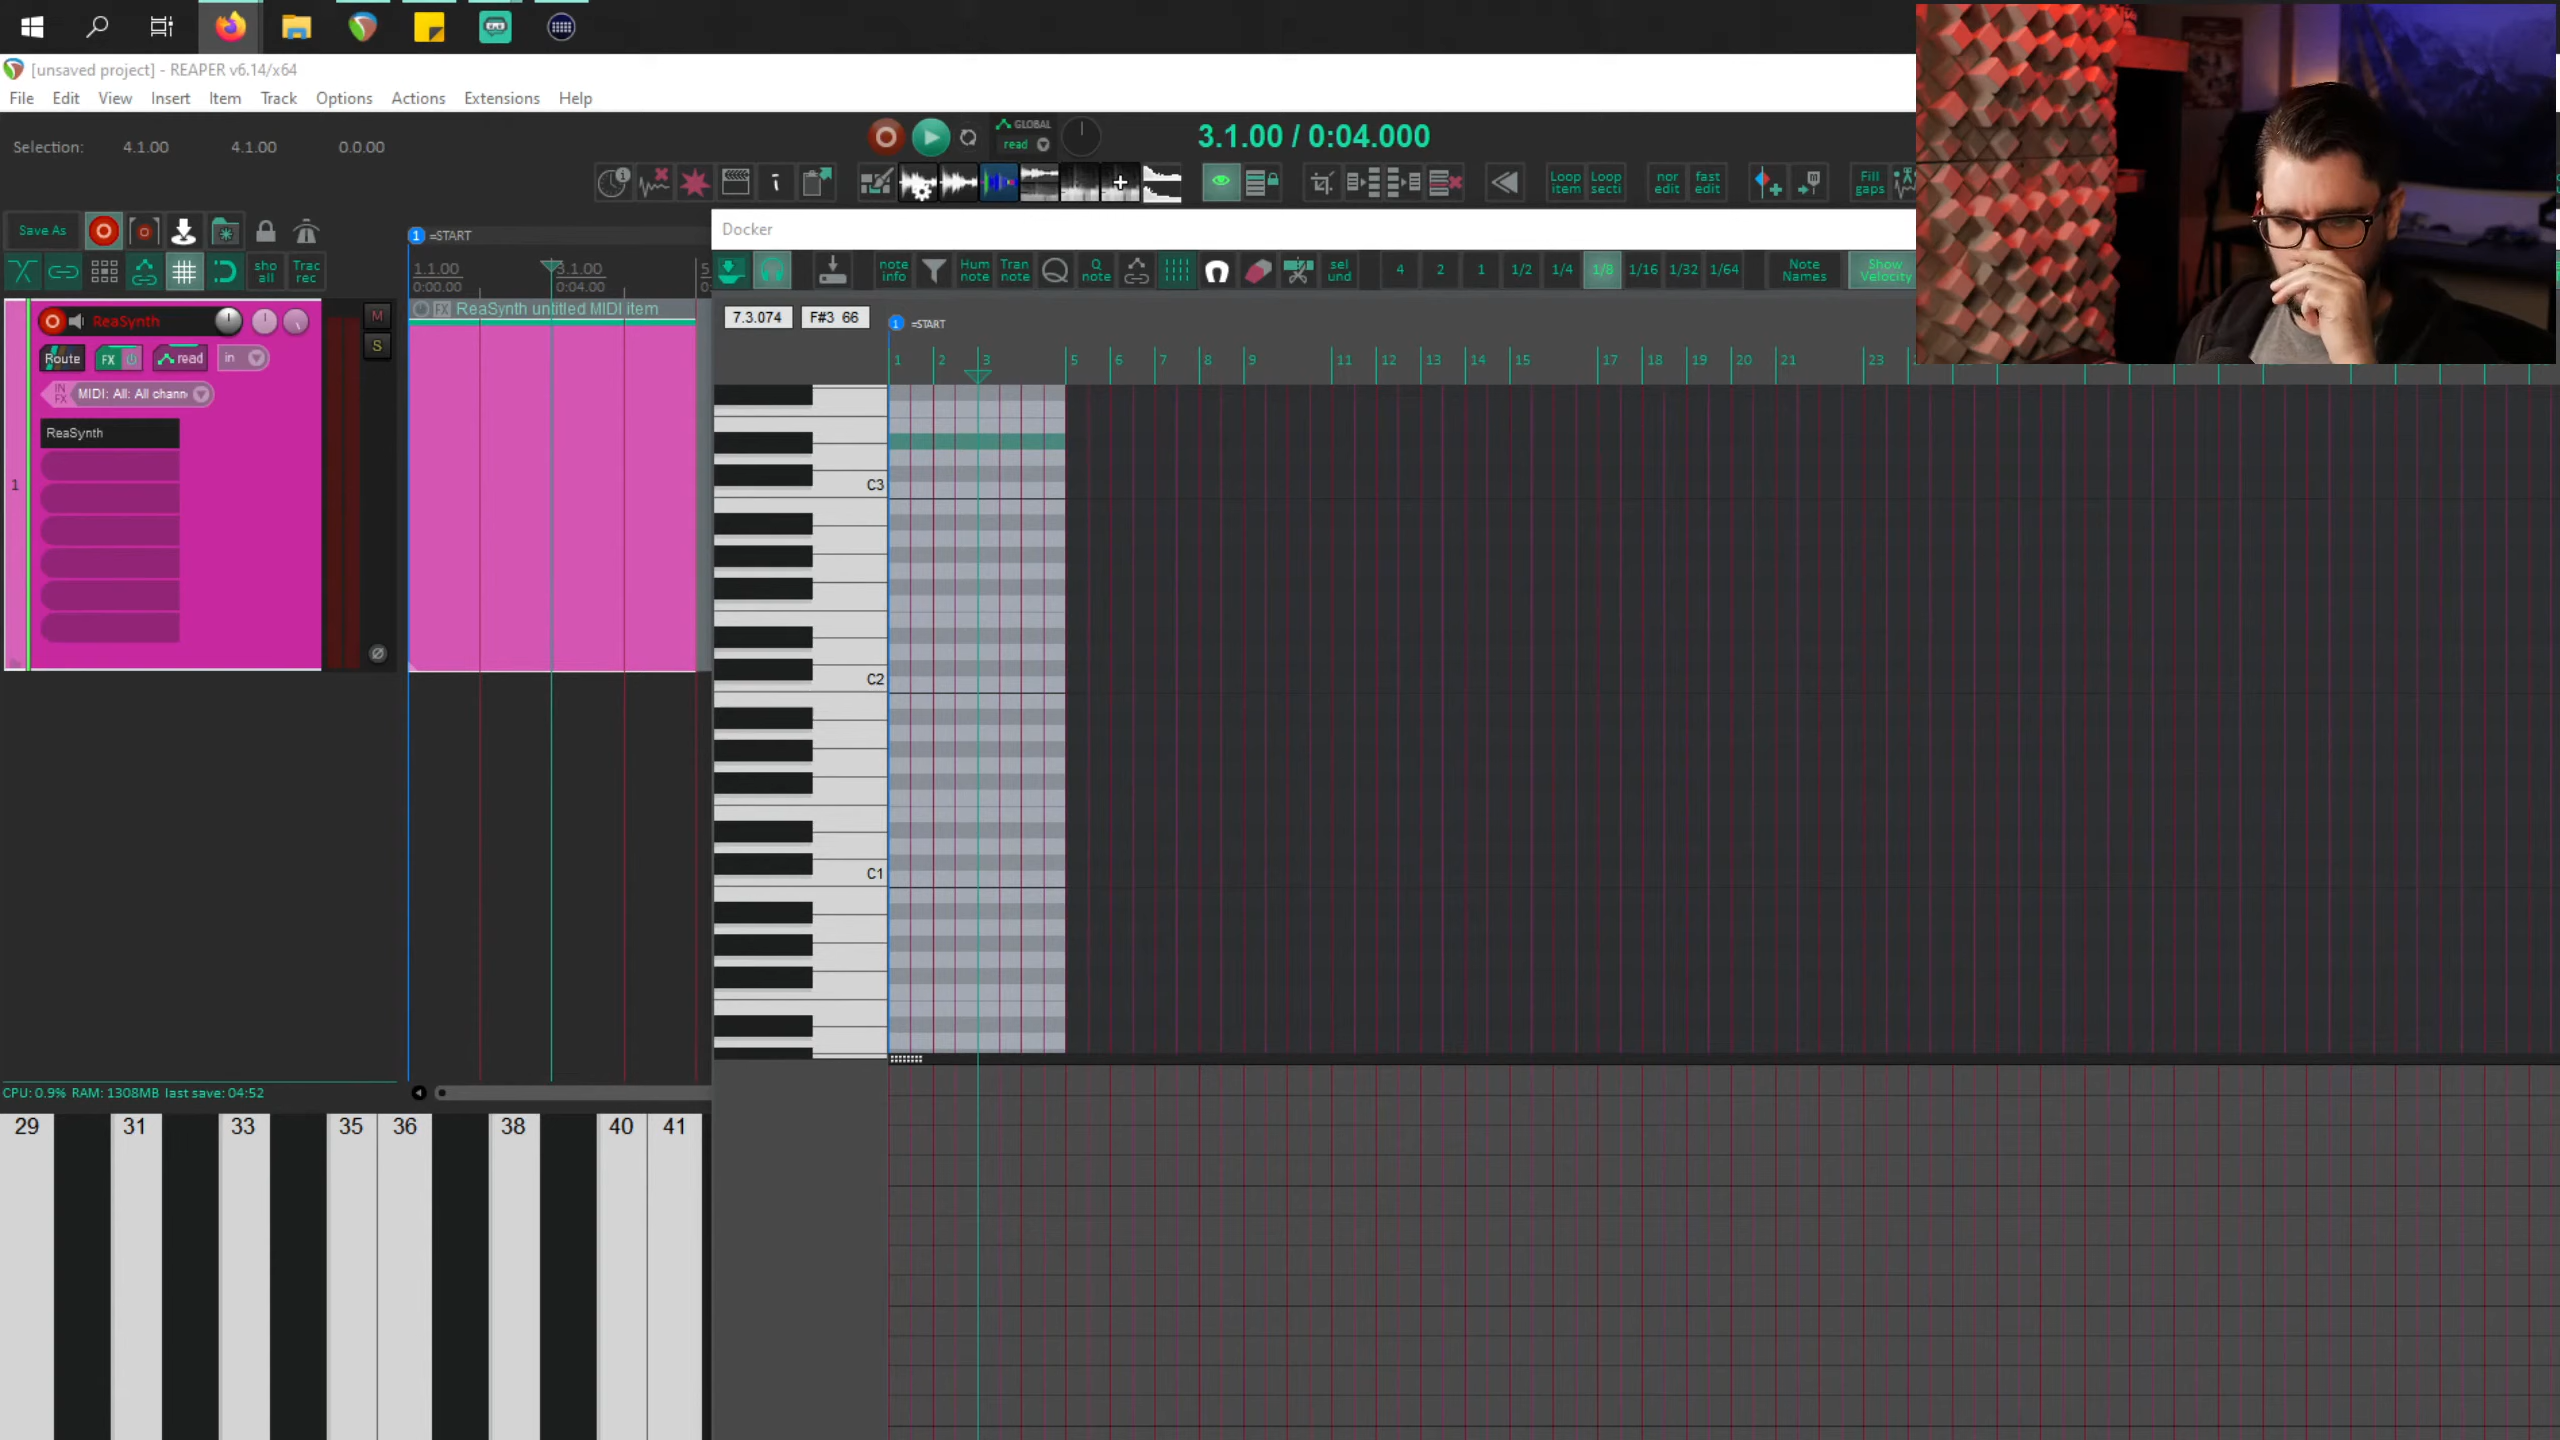 [unsaved project] - REAPER v6.14/x64
File Edit View Insert Item Track Options Actions Extensions Help
GLOBAL
read
3.1.00 / 0:04.000
Selection: 4.1.00 4.1.00 0.0.00
Loop item
Loop secti
nor edit
fast edit
Fill gaps
Save As
sho all
Trac rec
1 =START
1.1.00
0:00.00
3.1.00
0:04.00
5
Docker
note info
Hum note
Tran note
Q note
sel und
4 2 1 1/2 1/4 1/8 1/16 1/32 1/64
Note Names
Show Velocity
ReaSynth
M
S
Route FX read in
IN FX MIDI: All: All chann
ReaSynth
1
FX ReaSynth untitled MIDI item
7.3.074 F#3 66
1 =START
1 2 3 5 6 7 8 9 11 12 13 14 15 17 18 19 20 21 23
C3
C2
C1
CPU: 0.9% RAM: 1308MB last save: 04:52
29 31 33 35 36 38 40 41